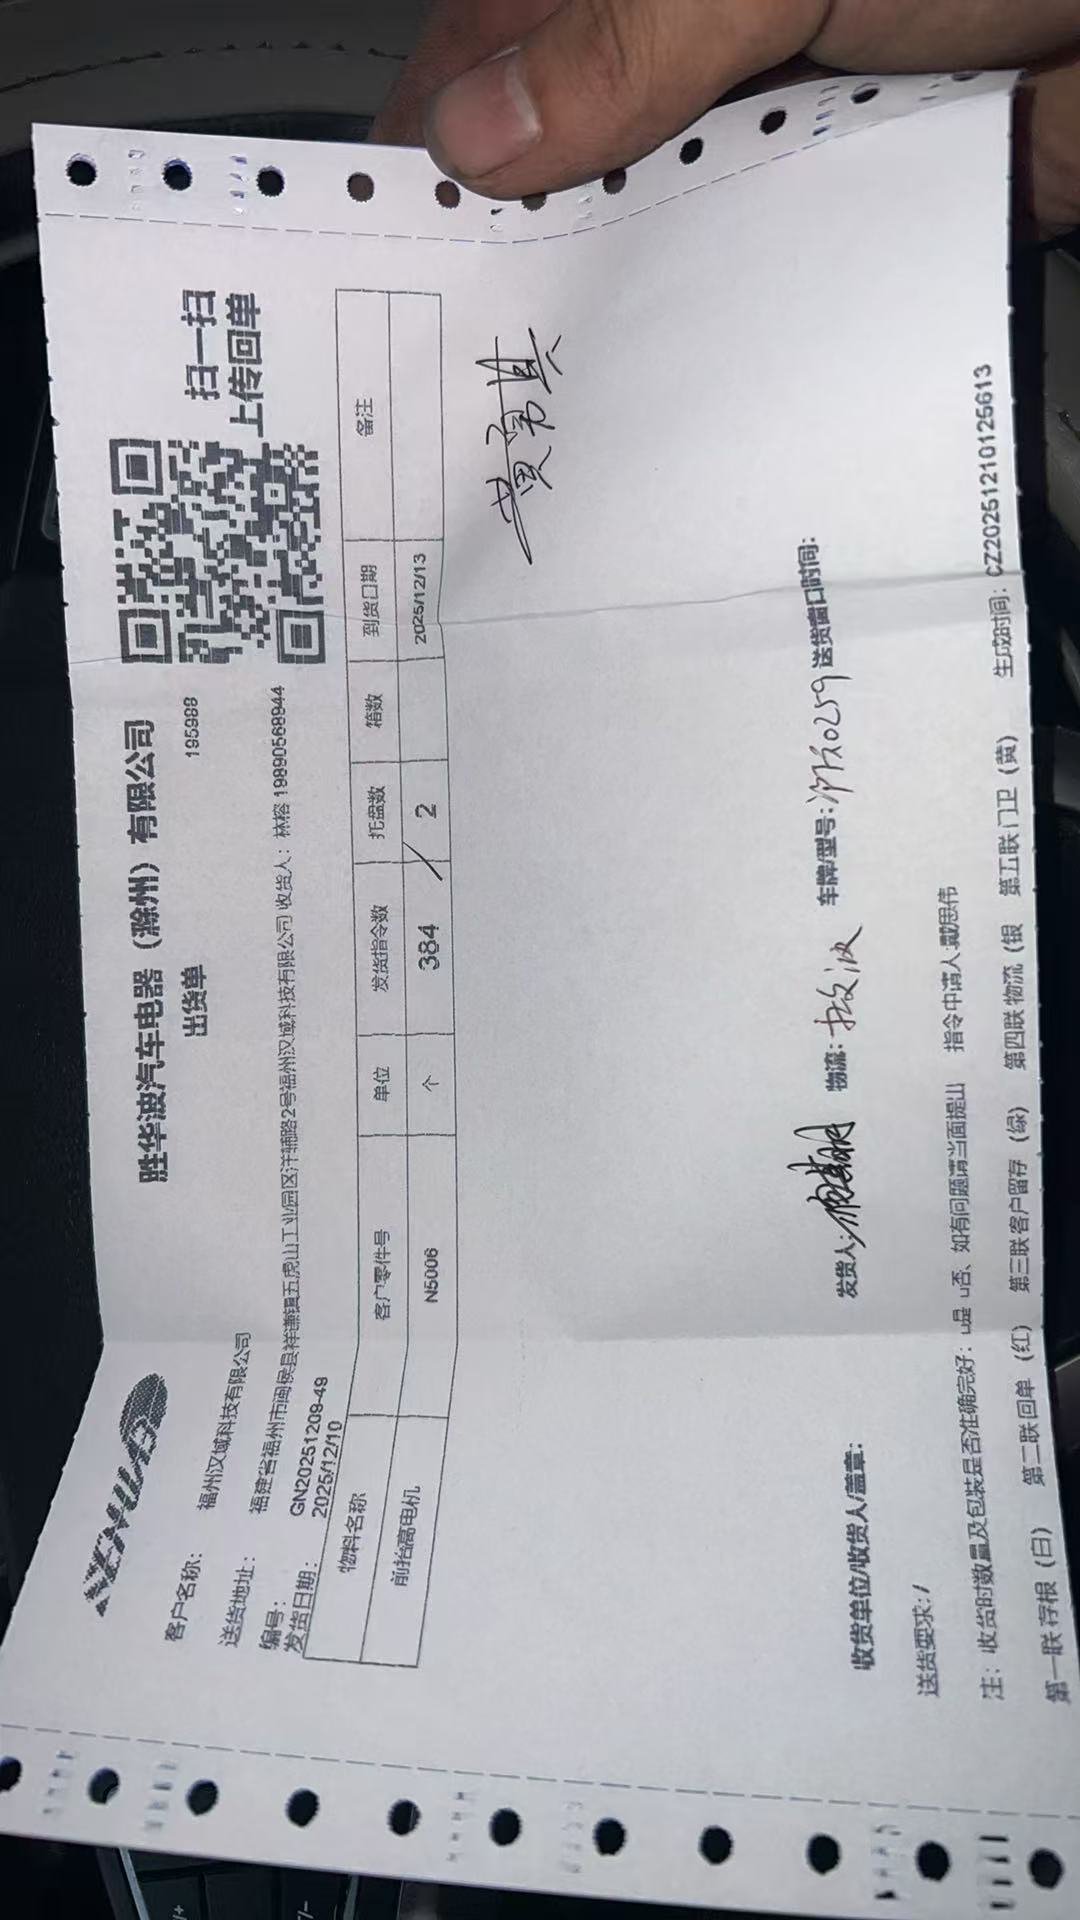 SENHUAB
胜华波汽车电器（滁州）有限公司
出货单
195988
扫一扫
上传回单
客户名称： 福州汉域科技有限公司
送货地址： 福建省福州市闽侯县祥谦镇五虎山工业园区洋辅路2号福州汉域科技有限公司 收货人：林榕 19890568944
编号： GN20251209-49
发货日期： 2025/12/10
物料名称 客户零件号 单位 发货指令数 托盘数 箱数 到货日期 备注
前抬高电机 N5006 个 384 2 2025/12/13
收货单位/收货人/盖章： 发货人: 物流: 车牌/型号: 0259 送货窗口时间:
送货要求:/ 指令申请人:戴思伟
注：收货时数量及包装是否准确完好：□是 □否、如有问题请当面提出
生成时间: CZ20251210125613
第一联 存根（白） 第二联 回单（红） 第三联 客户留存（绿） 第四联 物流（银 第五联 门卫（黄）